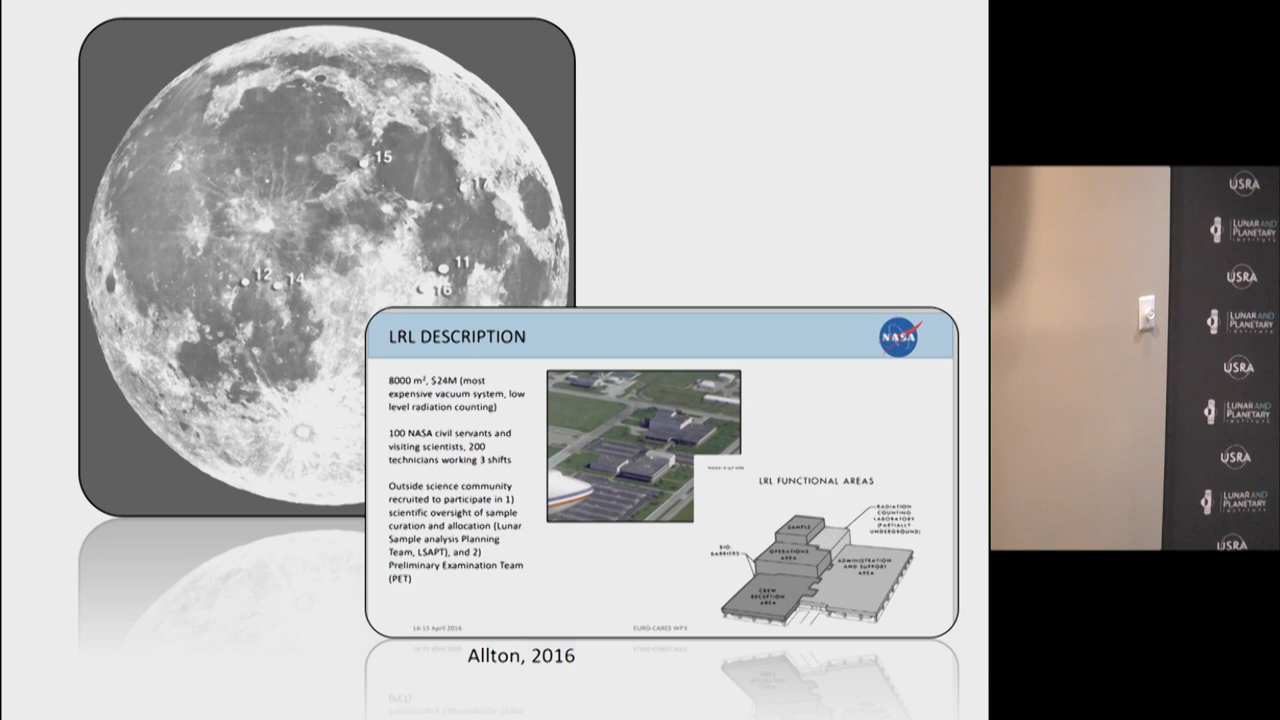 15
17
11
12
14
16
LRL DESCRIPTION
NASA
8000 m², $24M (most
expensive vacuum system, low
level radiation counting)
100 NASA civil servants and
visiting scientists, 200
technicians working 3 shifts
Outside science community
recruited to participate in 1)
scientific oversight of sample
curation and allocation (Lunar
Sample analysis Planning
Team, LSAPT), and 2)
Preliminary Examination Team
(PET)
LRL FUNCTIONAL AREAS
RADIATION
COUNTING
LABORATORY
(PARTIALLY
UNDERGROUND)
SAMPLE
BIO.
BARRIERS
OPERATIONS
AREA
ADMINISTRATION
AND SUPPORT
AREA
CREW
RECEPTION
AREA
14-15 April 2016
EURO-CARES WP3
Allton, 2016
USRA
LUNAR AND
PLANETARY
INSTITUTE
USRA
LUNAR AND
PLANETARY
INSTITUTE
USRA
LUNAR AND
PLANETARY
INSTITUTE
USRA
LUNAR AND
PLANETARY
INSTITUTE
USRA